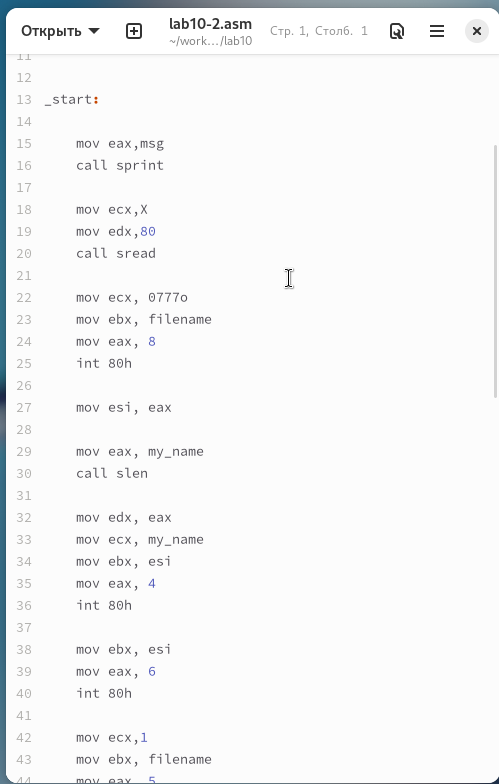 Открыть
lab10-2.asm
~/work…/lab10
Стр. 1, Столб. 1
11
12
13 _start:
14
15 mov eax,msg
16 call sprint
17
18 mov ecx,X
19 mov edx,80
20 call sread
21
22 mov ecx, 0777o
23 mov ebx, filename
24 mov eax, 8
25 int 80h
26
27 mov esi, eax
28
29 mov eax, my_name
30 call slen
31
32 mov edx, eax
33 mov ecx, my_name
34 mov ebx, esi
35 mov eax, 4
36 int 80h
37
38 mov ebx, esi
39 mov eax, 6
40 int 80h
41
42 mov ecx,1
43 mov ebx, filename
44 mov eax, 5